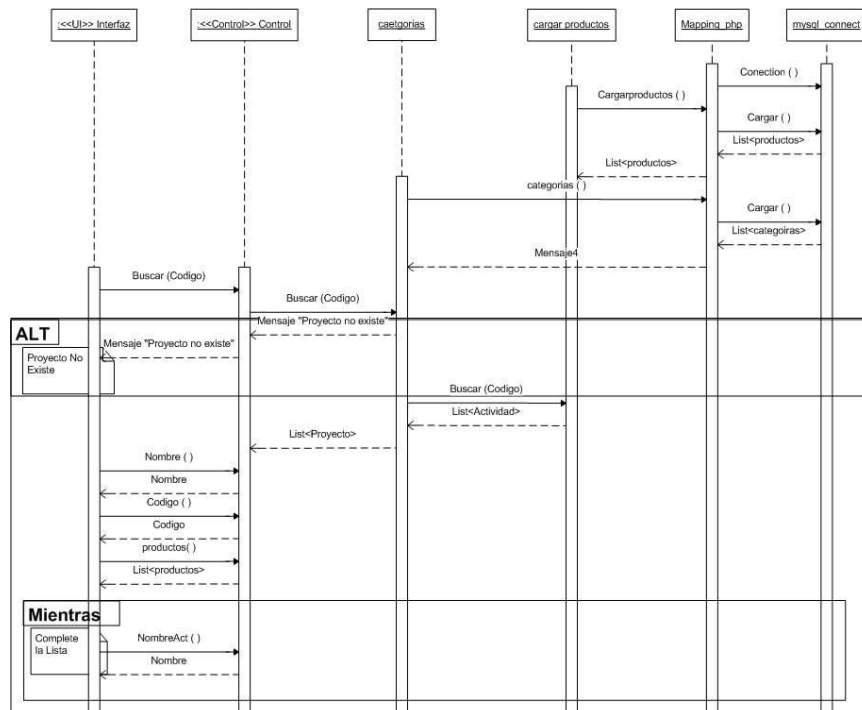 :<<UI>> Interfaz
:<<Control>> Control
caetgorias
cargar productos
Mapping_php
mysql_connect
Conection ( )
Cargarproductos ( )
Cargar ( )
List<productos>
List<productos>
categorias ( )
Cargar ( )
List<categoiras>
Mensaje4
Buscar (Codigo)
Buscar (Codigo)
Mensaje "Proyecto no existe"
ALT
Mensaje "Proyecto no existe"
Proyecto No
Existe
Buscar (Codigo)
List<Actividad>
List<Proyecto>
Nombre ( )
Nombre
Codigo ( )
Codigo
productos( )
List<productos>
Mientras
Complete
la Lista
NombreAct ( )
Nombre